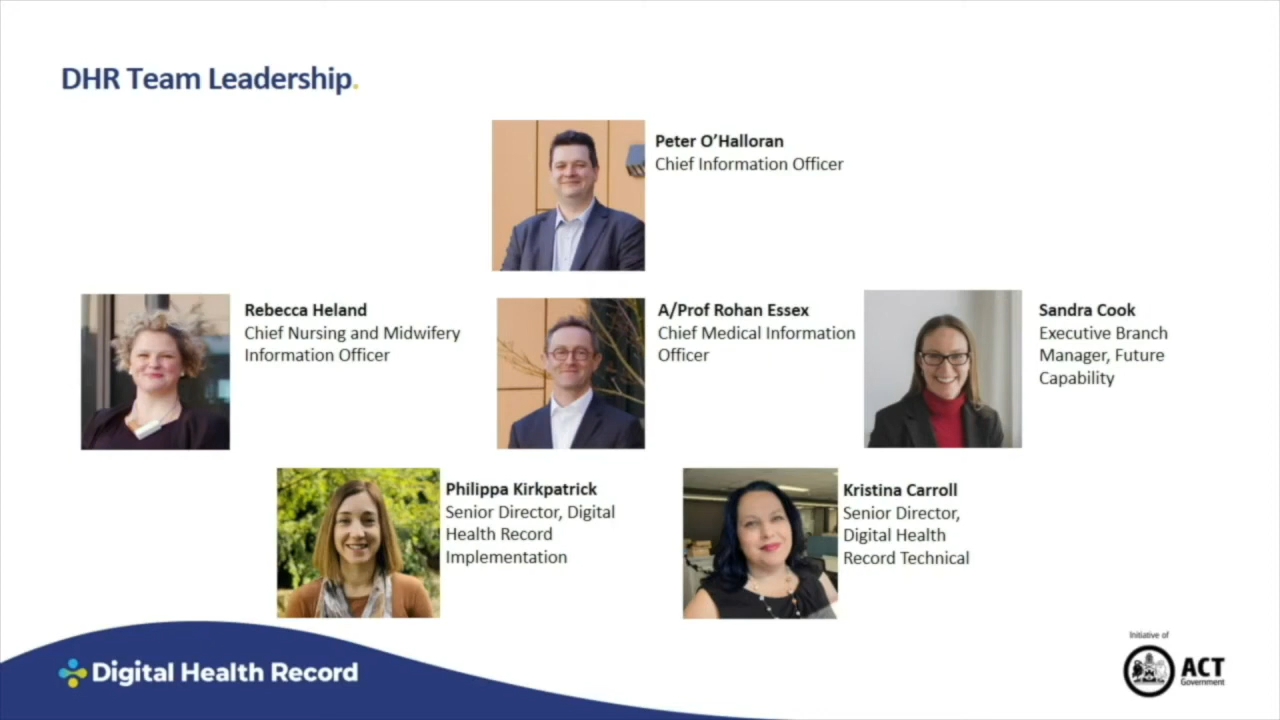 DHR Team Leadership.
Peter O’Halloran
Chief Information Officer
Rebecca Heland
Chief Nursing and Midwifery
Information Officer
A/Prof Rohan Essex
Chief Medical Information
Officer
Sandra Cook
Executive Branch
Manager, Future
Capability
Philippa Kirkpatrick
Senior Director, Digital
Health Record
Implementation
Kristina Carroll
Senior Director,
Digital Health
Record Technical
Digital Health Record
Initiative of
ACT
Government